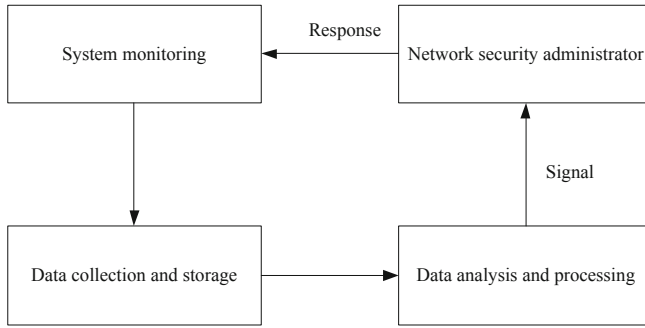 Response
System monitoring
Network security administrator
Signal
Data collection and storage
Data analysis and processing